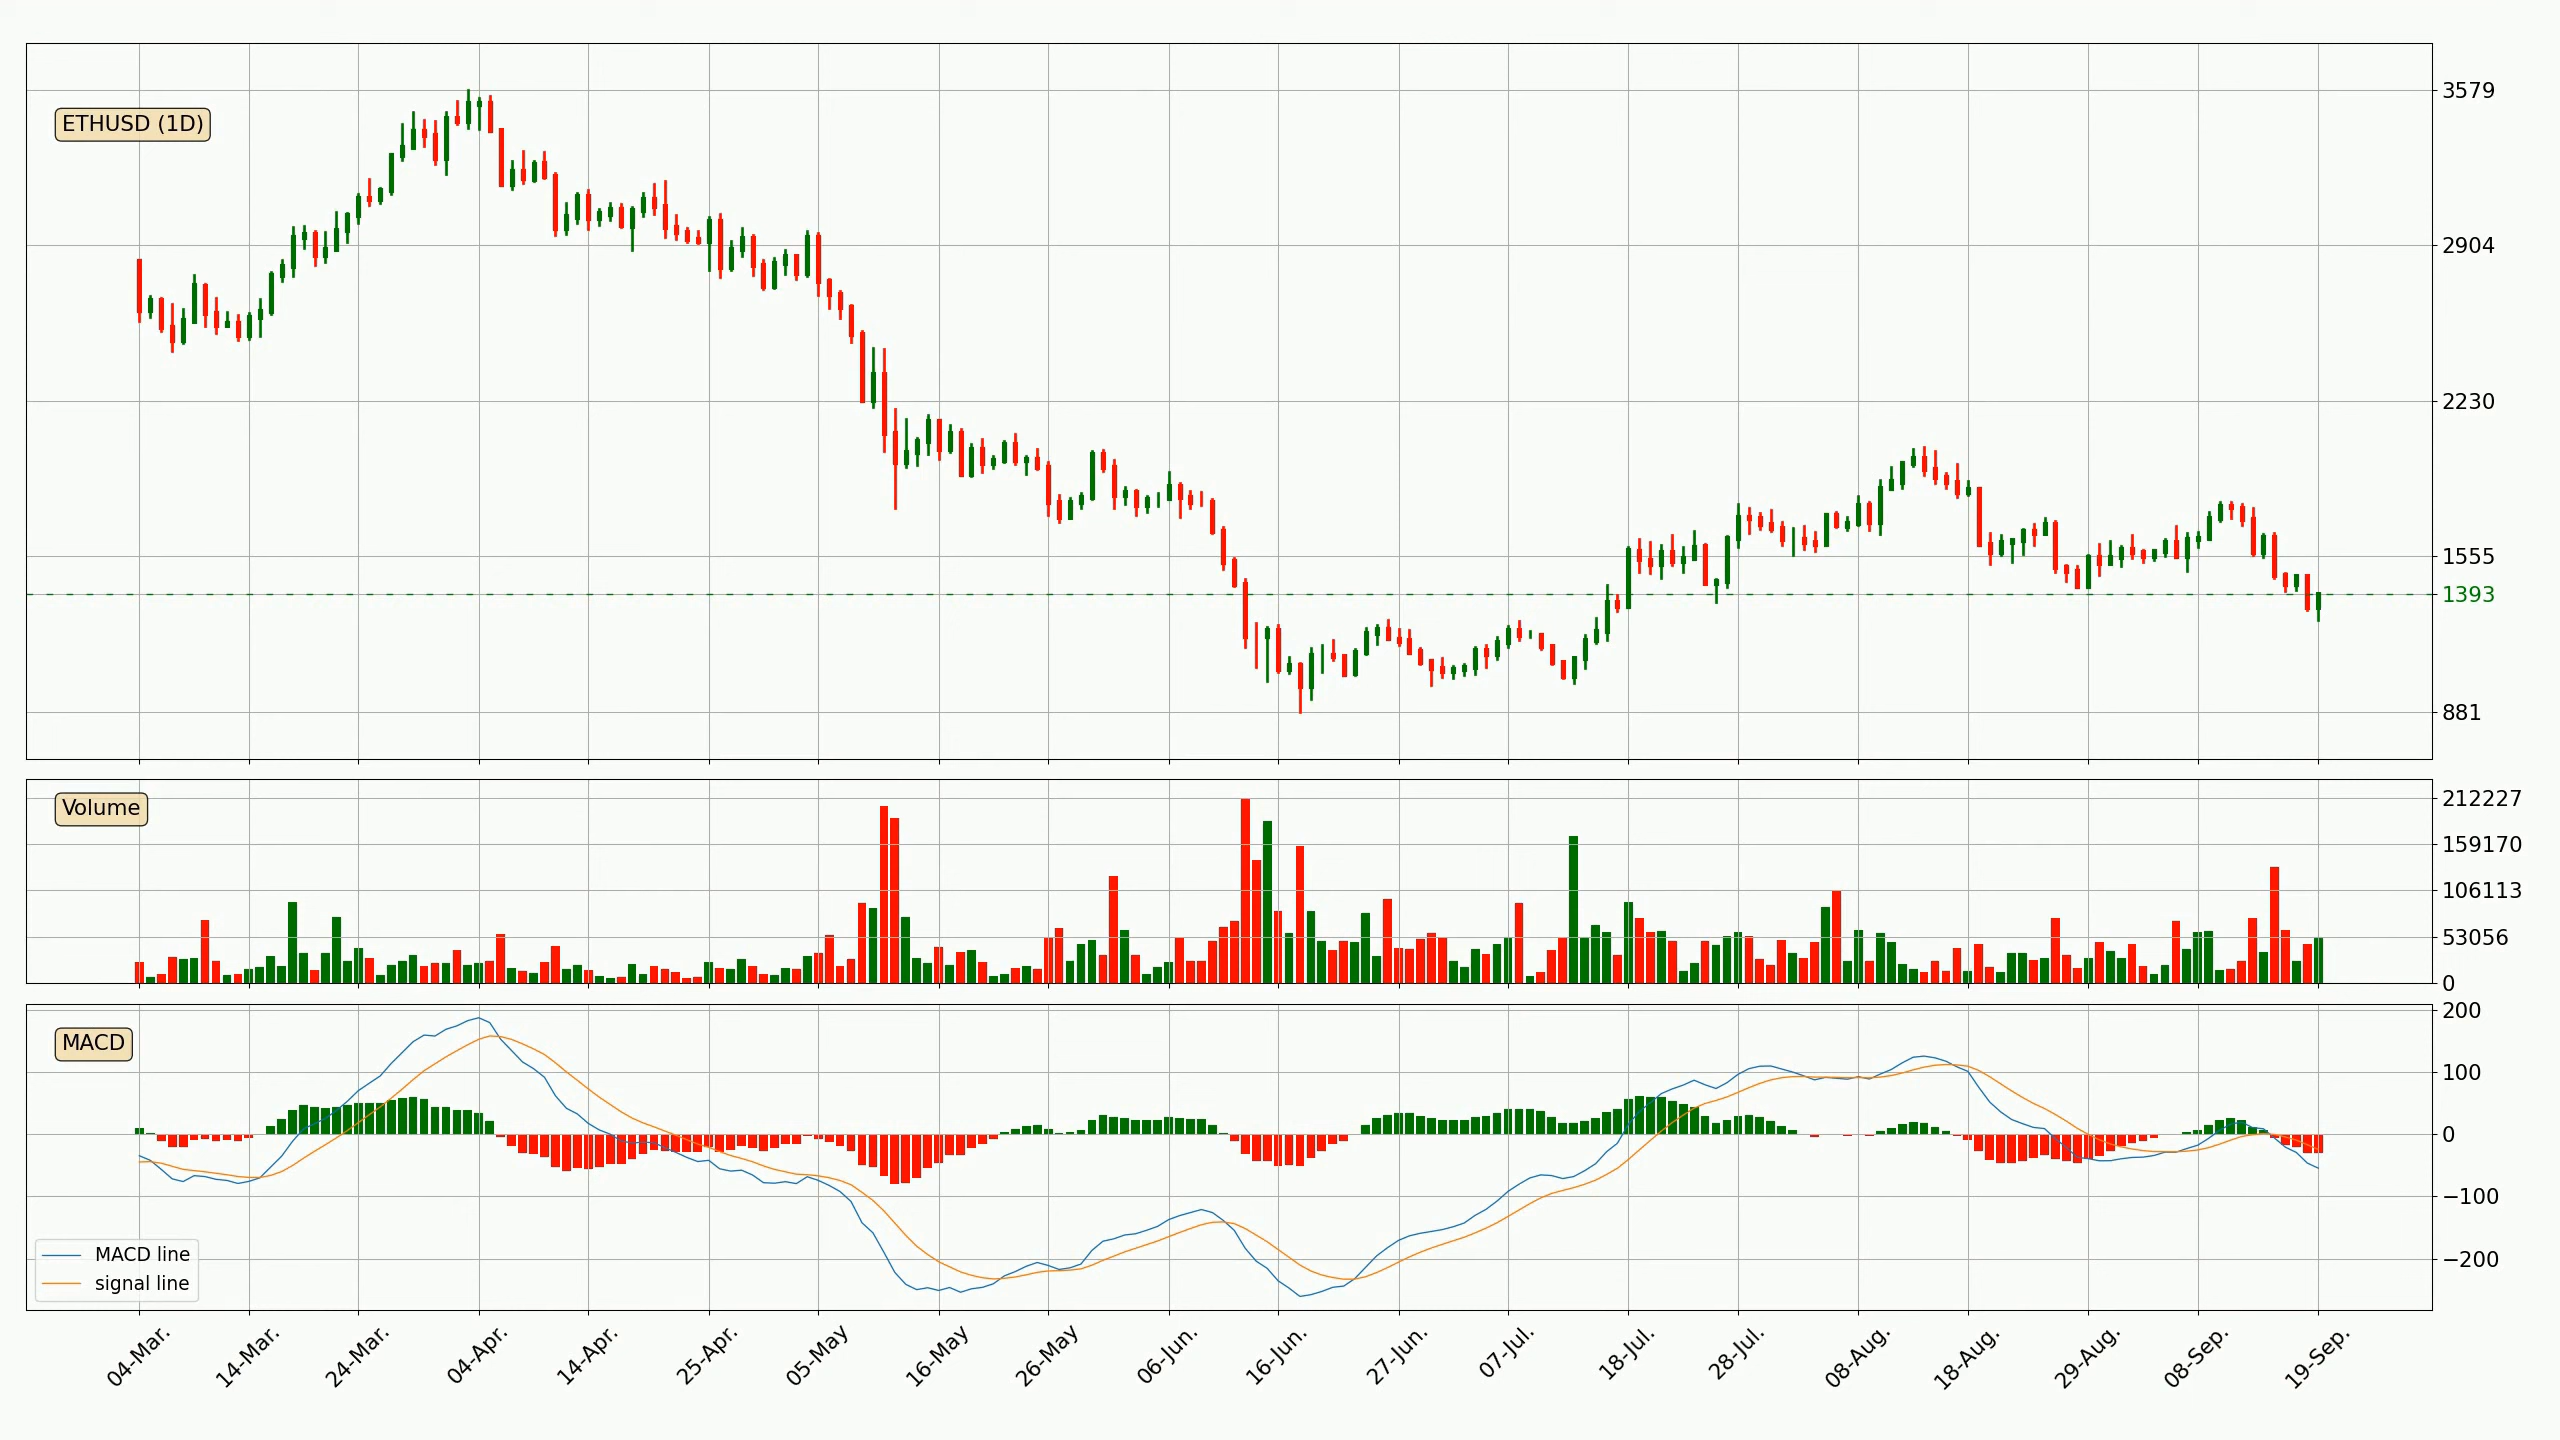 ETHUSD (1D)
3579
2904
2230
1555
1393
881
Volume
212227
159170
106113
53056
0
MACD
200
100
0
−100
−200
MACD line
signal line
04-Mar.
14-Mar.
24-Mar.
04-Apr.
14-Apr.
25-Apr.
05-May
16-May
26-May
06-Jun.
16-Jun.
27-Jun.
07-Jul.
18-Jul.
28-Jul.
08-Aug.
18-Aug.
29-Aug.
08-Sep.
19-Sep.